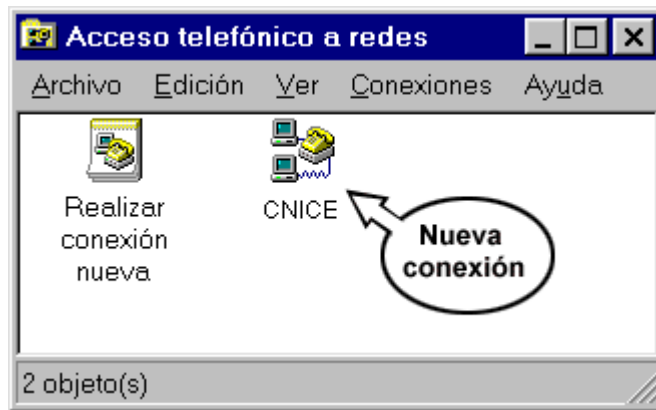 Acceso telefónico a redes
Archivo Edición Ver Conexiones Ayuda
Realizar
conexión
nueva
CNICE
Nueva
conexión
2 objeto(s)